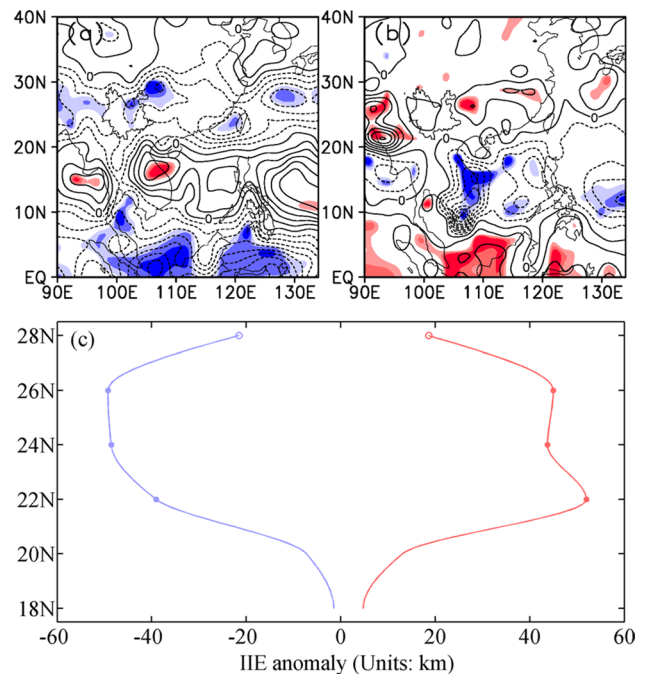 40N (a) 40N (b)
30N 0 30N 0
20N 20N
10N 0 10N
EQ EQ
90E 100E 110E 120E 130E 90E 100E 110E 120E 130E
(c)
28N
26N
24N
22N
20N
18N
-60 -40 -20 0 20 40 60
IIE anomaly (Units: km)